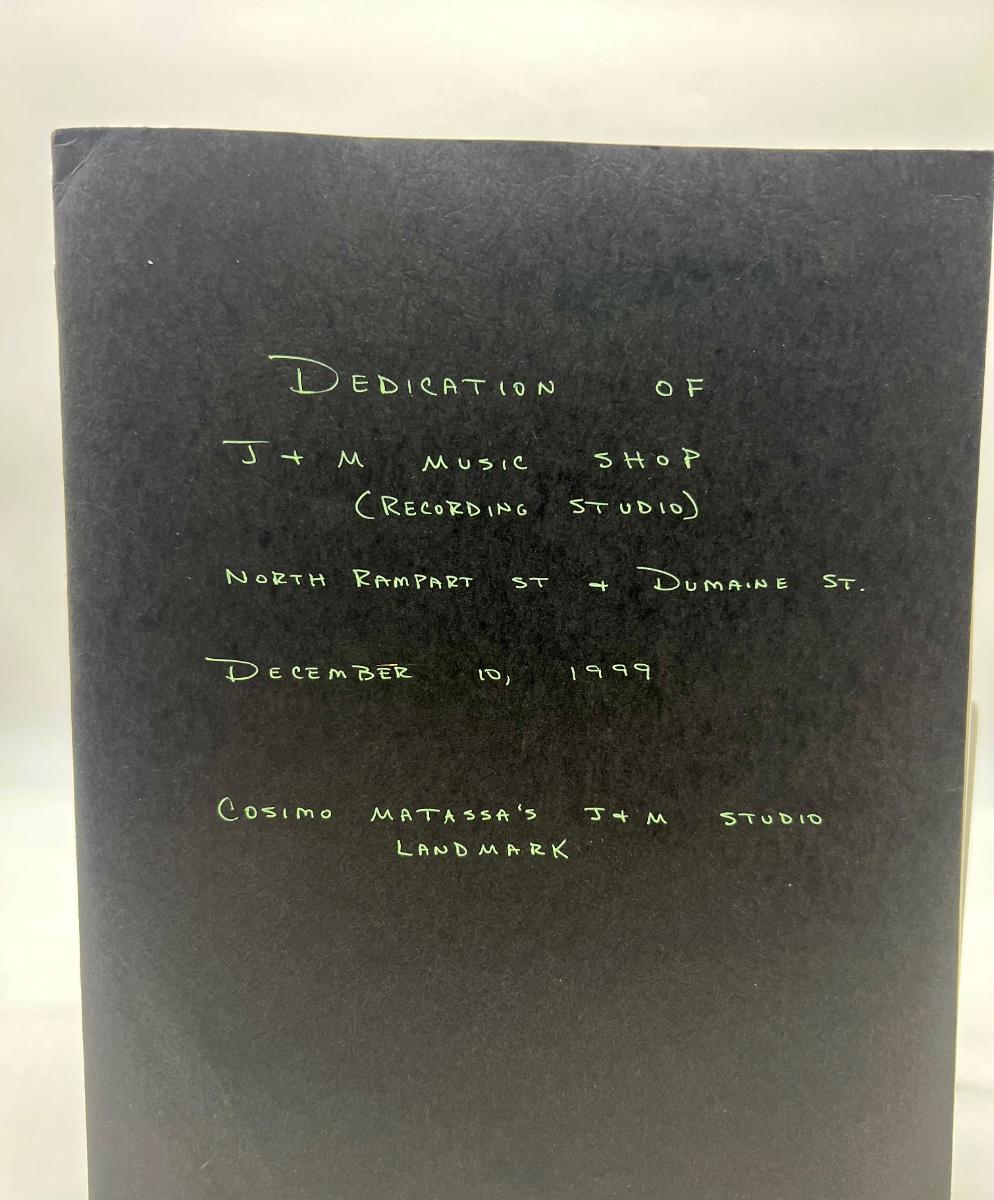 DEDICATION OF
J + M MUSIC SHOP
(RECORDING STUDIO)
NORTH RAMPART ST + DUMAINE ST.
DECEMBER 10, 1999
COSIMO MATASSA'S J + M STUDIO
LANDMARK